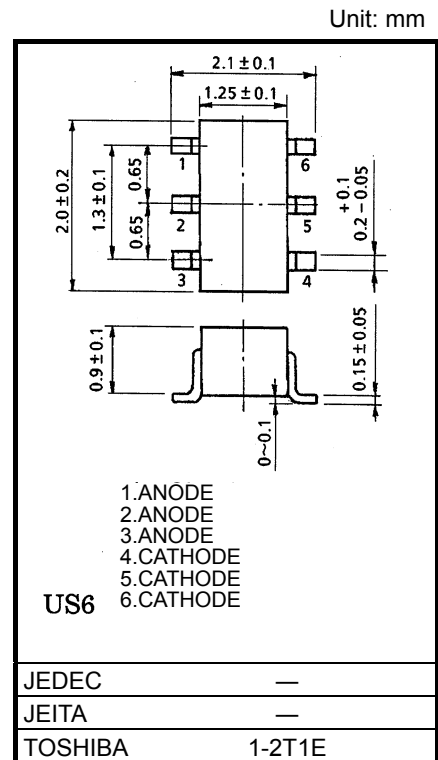 Unit: mm
2.1±0.1
1.25±0.1
1
6
2.0±0.2
1.3±0.1
0.65
0.65
2
5
+0.1
0.2-0.05
3
4
0.9±0.1
0.15±0.05
0~0.1
1.ANODE
2.ANODE
3.ANODE
4.CATHODE
5.CATHODE
US6 6.CATHODE
JEDEC —
JEITA —
TOSHIBA 1-2T1E